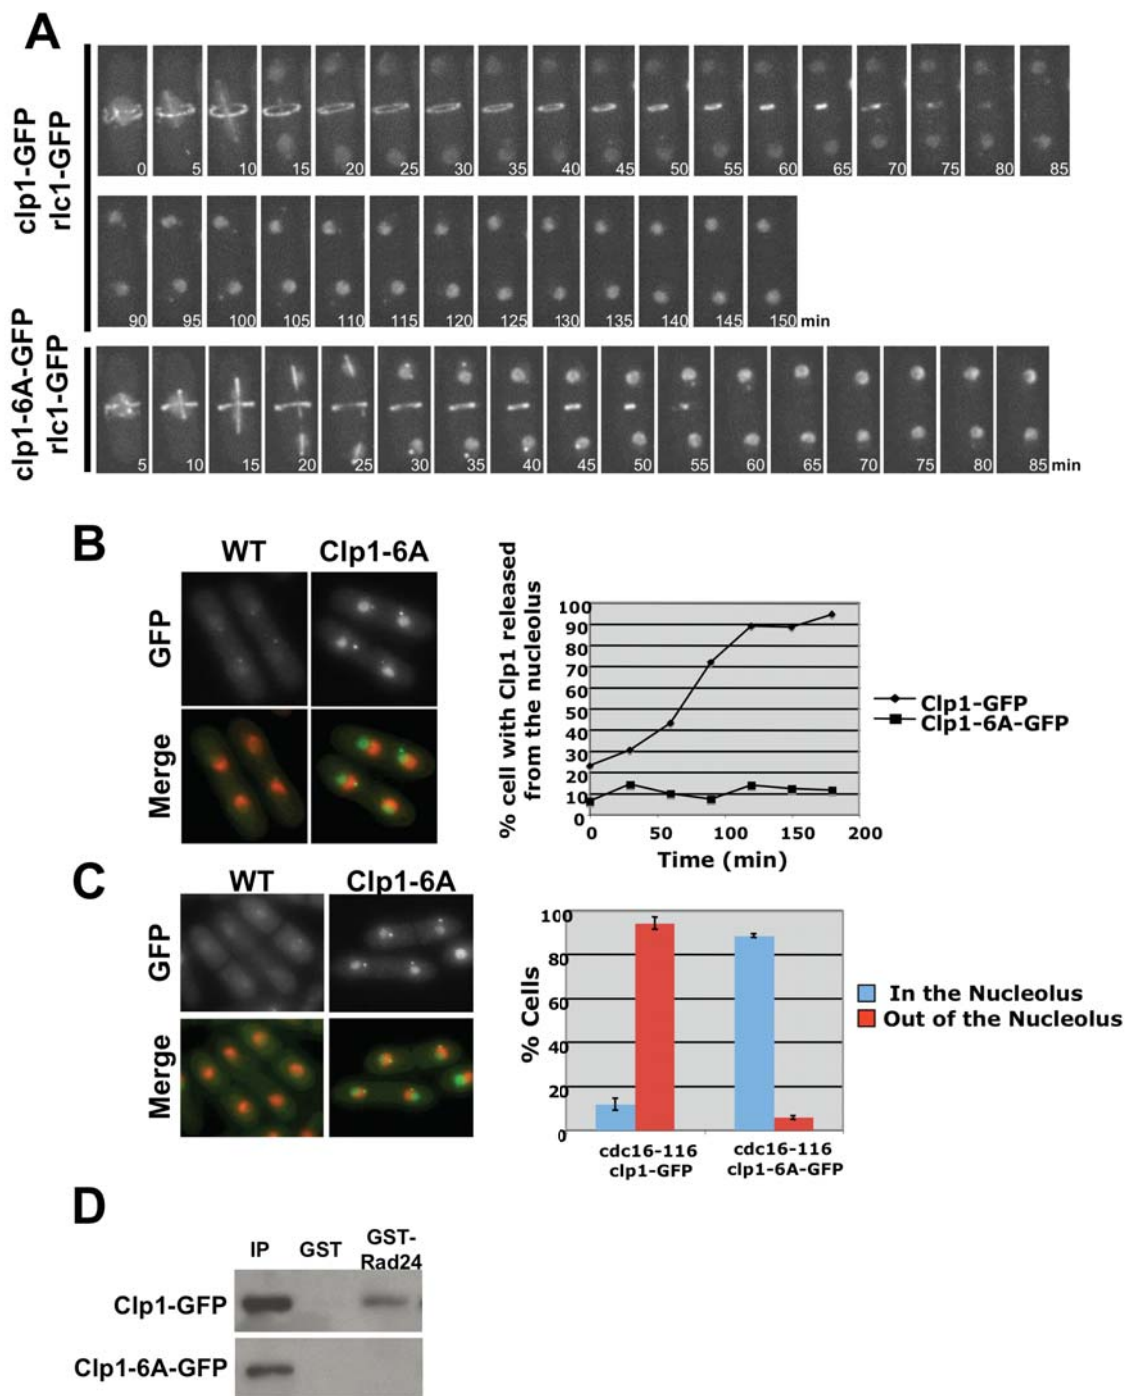 A
clp1-GFP
rlc1-GFP
0 5 10 15 20 25 30 35 40 45 50 55 60 65 70 75 80 85
90 95 100 105 110 115 120 125 130 135 140 145 150 min
clp1-6A-GFP
rlc1-GFP
5 10 15 20 25 30 35 40 45 50 55 60 65 70 75 80 85 min
B
WT Clp1-6A
GFP
Merge
% cell with Clp1 released
from the nucleolus
100
90
80
70
60
50
40
30
20
10
0
0 50 100 150 200
Time (min)
Clp1-GFP
Clp1-6A-GFP
C
WT Clp1-6A
GFP
Merge
% Cells
100
80
60
40
20
0
cdc16-116
clp1-GFP
cdc16-116
clp1-6A-GFP
In the Nucleolus
Out of the Nucleolus
D
IP GST GST-
Rad24
Clp1-GFP
Clp1-6A-GFP